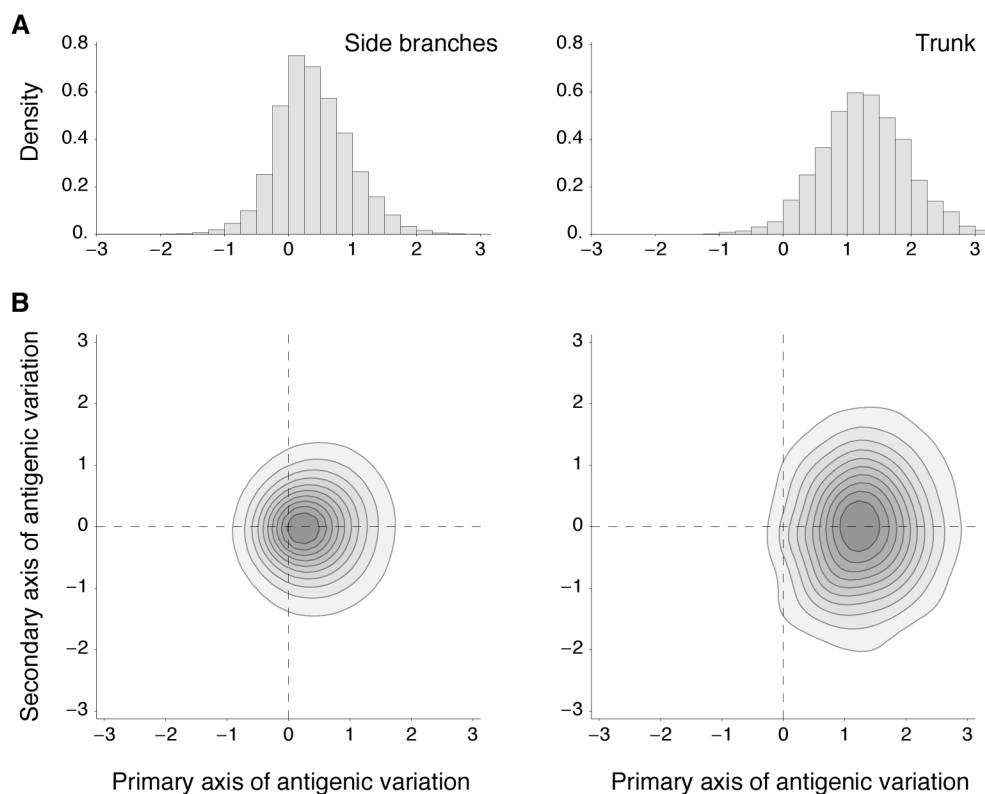 A
Side branches
Trunk
Density
0.8
0.6
0.4
0.2
0.
−3 −2 −1 0 1 2 3
0.8
0.6
0.4
0.2
0.
−3 −2 −1 0 1 2 3
B
Secondary axis of antigenic variation
3
2
1
0
−1
−2
−3
−3 −2 −1 0 1 2 3
Primary axis of antigenic variation
3
2
1
0
−1
−2
−3
−3 −2 −1 0 1 2 3
Primary axis of antigenic variation